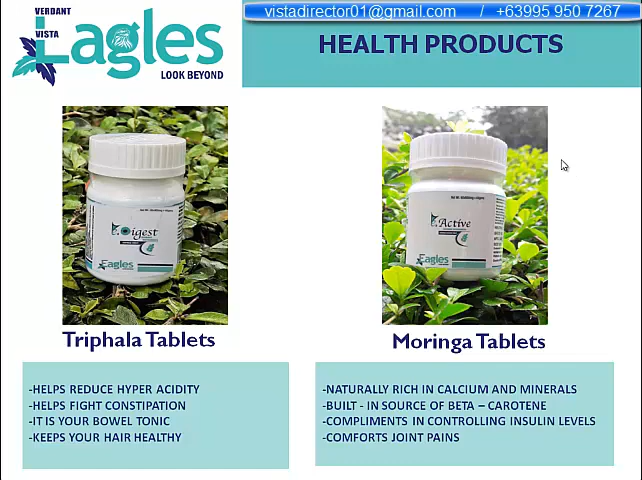 VERDANT
VISTA
Eagles
LOOK BEYOND
vistadirector01@gmail.com / +63995 950 7267
HEALTH PRODUCTS
Digest
Eagles
Active
Eagles
Triphala Tablets
Moringa Tablets
-HELPS REDUCE HYPER ACIDITY
-HELPS FIGHT CONSTIPATION
-IT IS YOUR BOWEL TONIC
-KEEPS YOUR HAIR HEALTHY
-NATURALLY RICH IN CALCIUM AND MINERALS
-BUILT - IN SOURCE OF BETA – CAROTENE
-COMPLIMENTS IN CONTROLLING INSULIN LEVELS
-COMFORTS JOINT PAINS